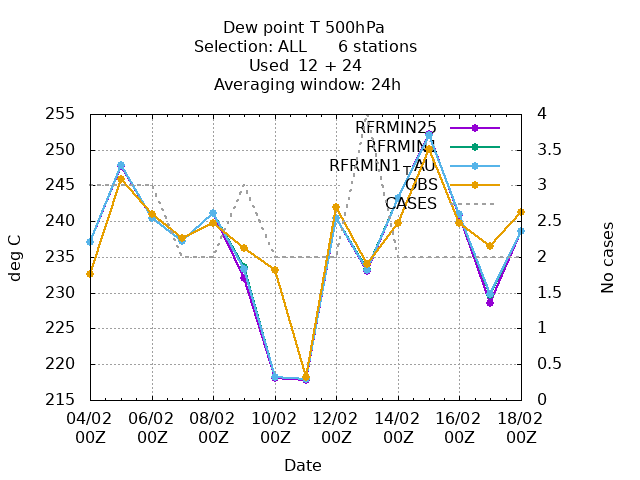 Dew point T 500hPa
Selection: ALL      6 stations
Used  12 + 24
Averaging window: 24h
255
250
245
240
235
230
225
220
215
deg C
4
3.5
3
2.5
2
1.5
1
0.5
0
No cases
RFRMIN25
RFRMIN1
RFRMIN1-AU
OBS
CASES
04/02 06/02 08/02 10/02 12/02 14/02 16/02 18/02
00Z 00Z 00Z 00Z 00Z 00Z 00Z 00Z
Date